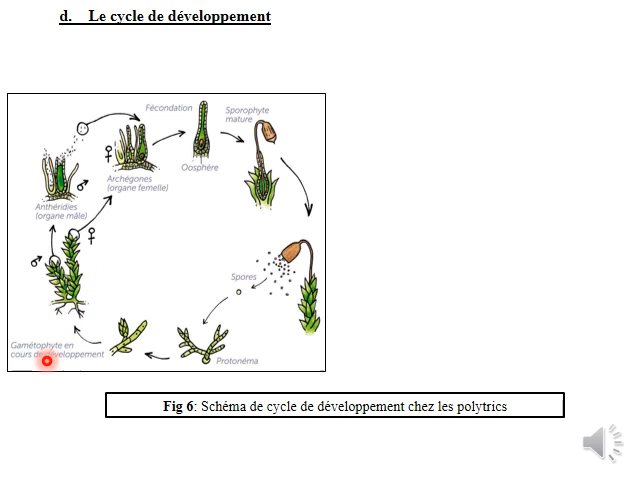 d. Le cycle de développement
Fécondation
Sporophyte
mature
♀
Oosphère
Archégones
(organe femelle)
♂
Anthéridies
(organe mâle)
♀
♂
Spores
Gamétophyte en
cours de développement
Protonéma
Fig 6: Schéma de cycle de développement chez les polytrics